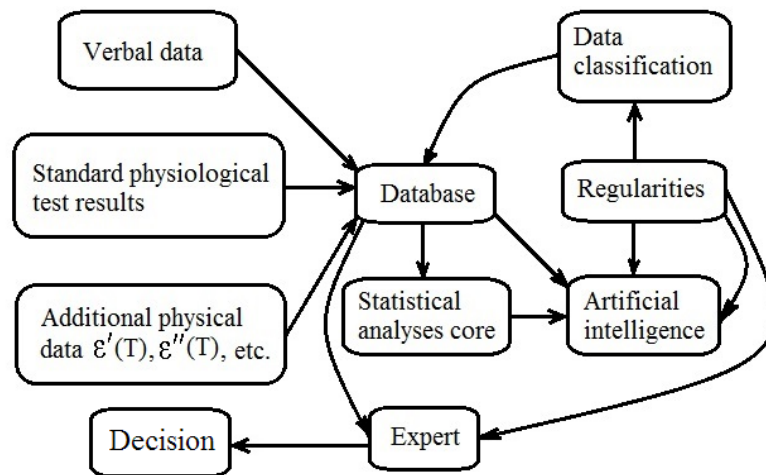 Verbal data
Data
classification
Standard physiological
test results
Database
Regularities
Additional physical
data ε′(T), ε″(T), etc.
Statistical
analyses core
Artificial
intelligence
Decision
Expert